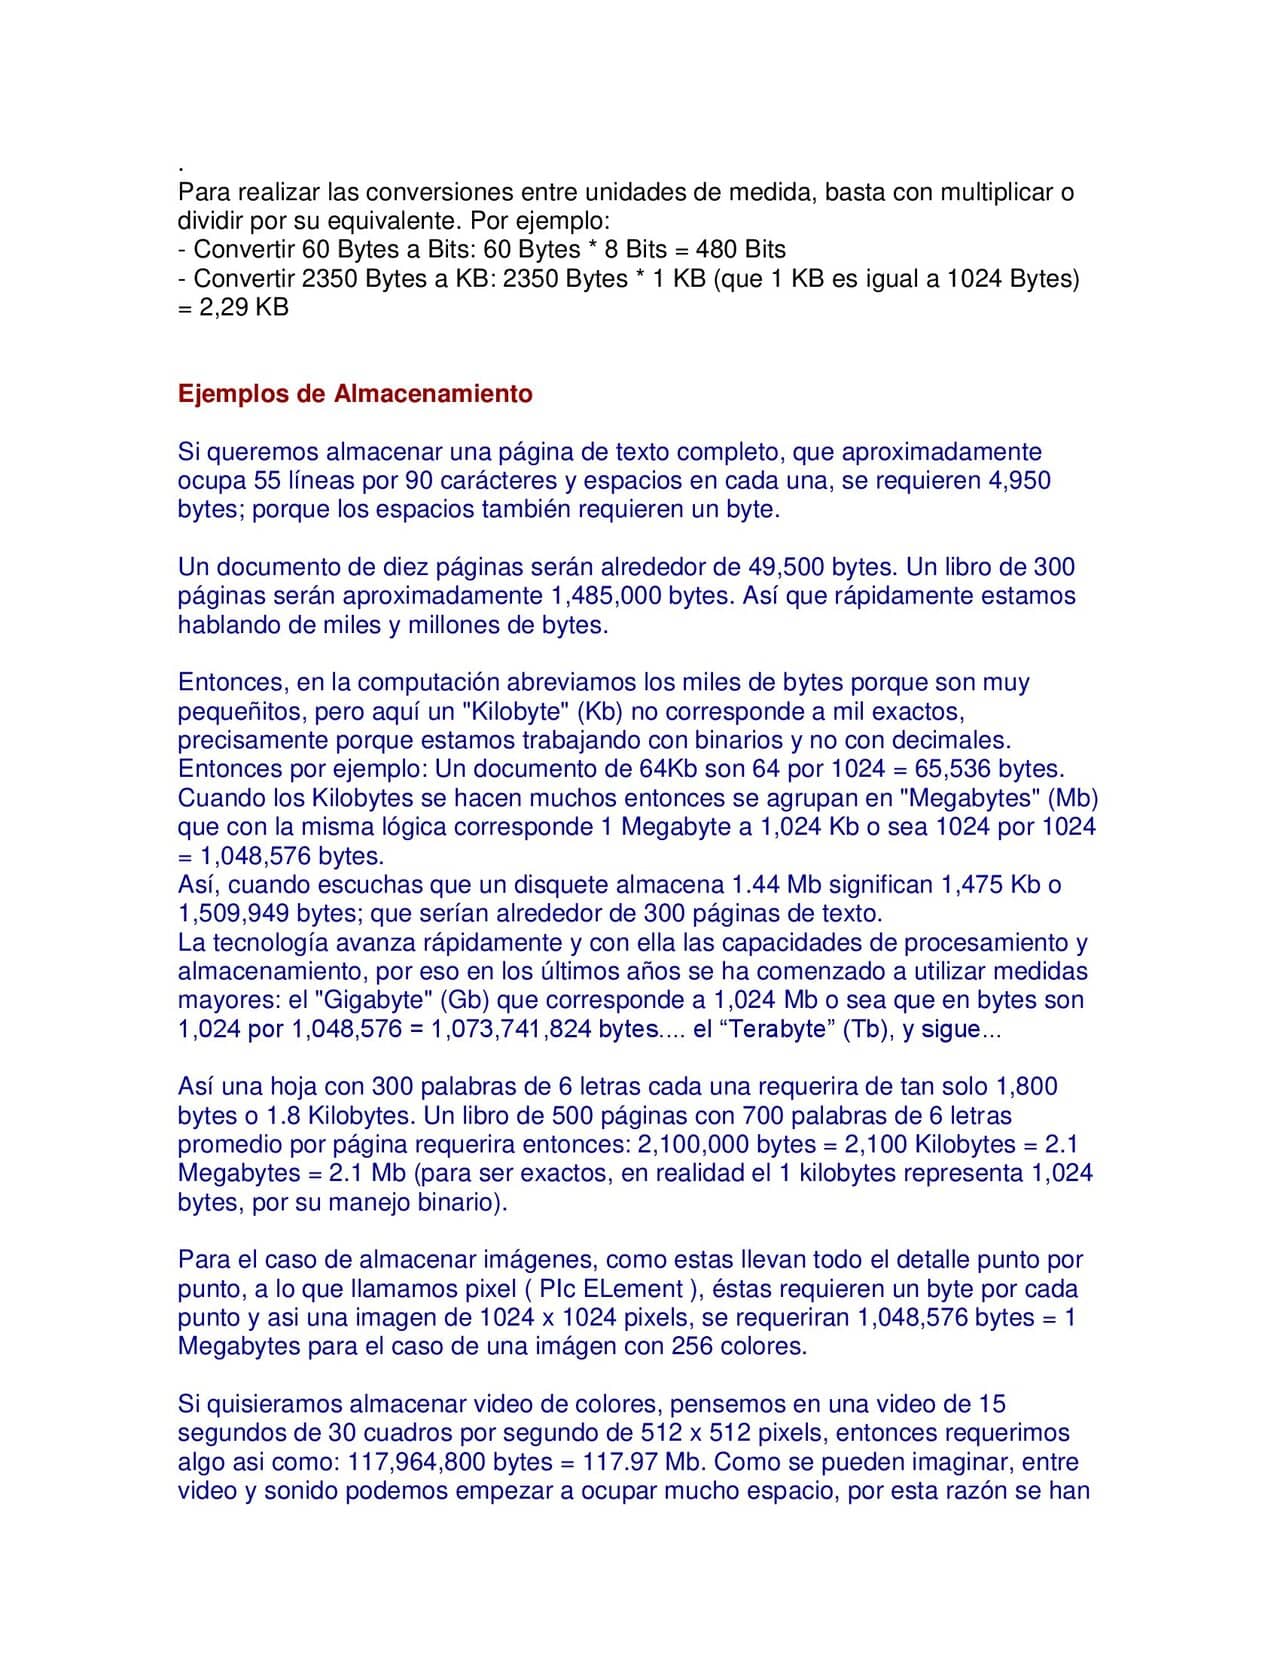 .
Para realizar las conversiones entre unidades de medida, basta con multiplicar o
dividir por su equivalente. Por ejemplo:
- Convertir 60 Bytes a Bits: 60 Bytes * 8 Bits = 480 Bits
- Convertir 2350 Bytes a KB: 2350 Bytes * 1 KB (que 1 KB es igual a 1024 Bytes)
= 2,29 KB
Ejemplos de Almacenamiento
Si queremos almacenar una página de texto completo, que aproximadamente
ocupa 55 líneas por 90 carácteres y espacios en cada una, se requieren 4,950
bytes; porque los espacios también requieren un byte.
Un documento de diez páginas serán alrededor de 49,500 bytes. Un libro de 300
páginas serán aproximadamente 1,485,000 bytes. Así que rápidamente estamos
hablando de miles y millones de bytes.
Entonces, en la computación abreviamos los miles de bytes porque son muy
pequeñitos, pero aquí un "Kilobyte" (Kb) no corresponde a mil exactos,
precisamente porque estamos trabajando con binarios y no con decimales.
Entonces por ejemplo: Un documento de 64Kb son 64 por 1024 = 65,536 bytes.
Cuando los Kilobytes se hacen muchos entonces se agrupan en "Megabytes" (Mb)
que con la misma lógica corresponde 1 Megabyte a 1,024 Kb o sea 1024 por 1024
= 1,048,576 bytes.
Así, cuando escuchas que un disquete almacena 1.44 Mb significan 1,475 Kb o
1,509,949 bytes; que serían alrededor de 300 páginas de texto.
La tecnología avanza rápidamente y con ella las capacidades de procesamiento y
almacenamiento, por eso en los últimos años se ha comenzado a utilizar medidas
mayores: el "Gigabyte" (Gb) que corresponde a 1,024 Mb o sea que en bytes son
1,024 por 1,048,576 = 1,073,741,824 bytes.... el “Terabyte” (Tb), y sigue...
Así una hoja con 300 palabras de 6 letras cada una requerira de tan solo 1,800
bytes o 1.8 Kilobytes. Un libro de 500 páginas con 700 palabras de 6 letras
promedio por página requerira entonces: 2,100,000 bytes = 2,100 Kilobytes = 2.1
Megabytes = 2.1 Mb (para ser exactos, en realidad el 1 kilobytes representa 1,024
bytes, por su manejo binario).
Para el caso de almacenar imágenes, como estas llevan todo el detalle punto por
punto, a lo que llamamos pixel ( PIc ELement ), éstas requieren un byte por cada
punto y asi una imagen de 1024 x 1024 pixels, se requeriran 1,048,576 bytes = 1
Megabytes para el caso de una imágen con 256 colores.
Si quisieramos almacenar video de colores, pensemos en una video de 15
segundos de 30 cuadros por segundo de 512 x 512 pixels, entonces requerimos
algo asi como: 117,964,800 bytes = 117.97 Mb. Como se pueden imaginar, entre
video y sonido podemos empezar a ocupar mucho espacio, por esta razón se han